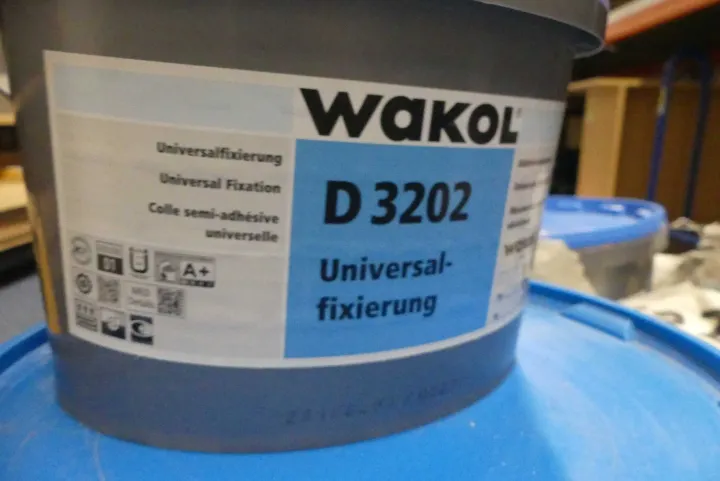 WAKOL
Universalfixierung
Universal Fixation
Colle semi-adhésive
universelle
D 3202
Universal-
fixierung
A+